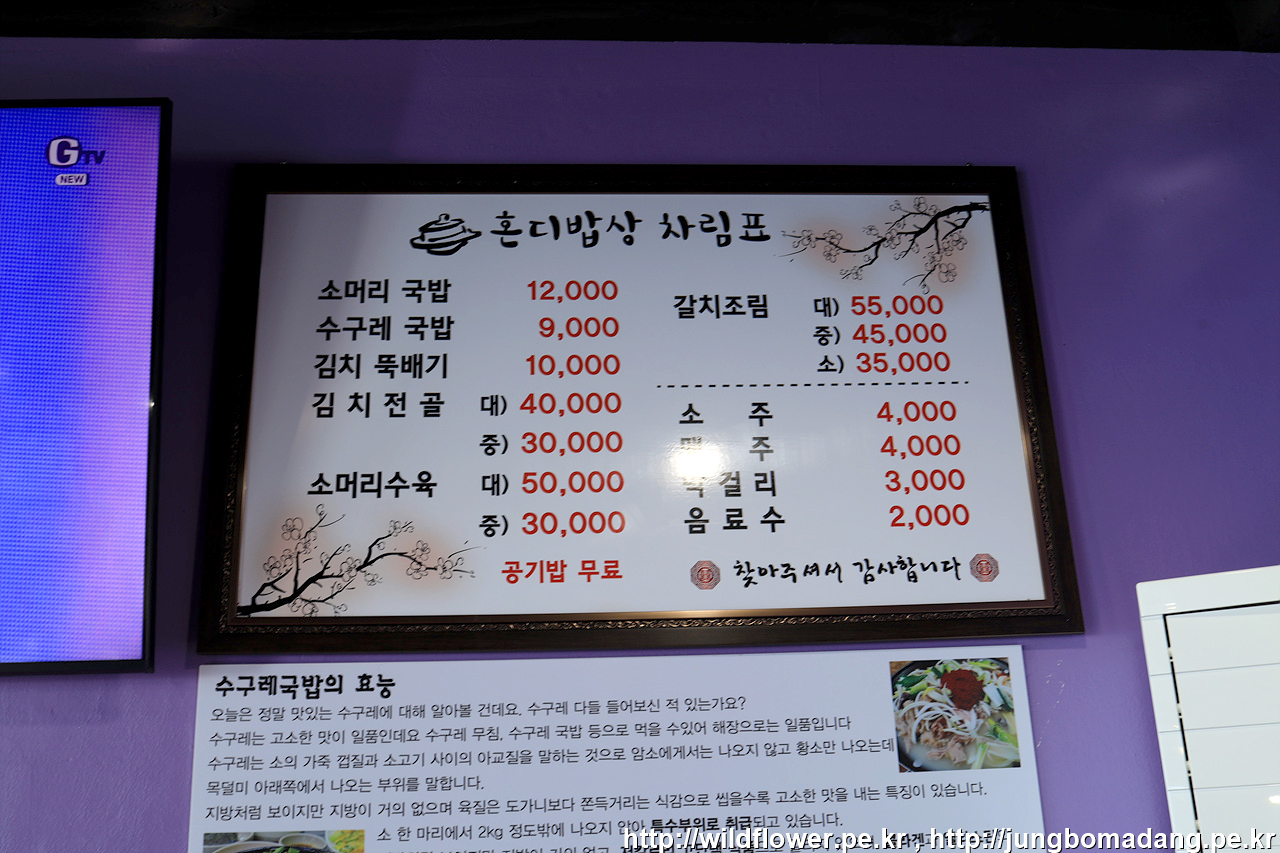 G TV
NEW
혼디밥상 차림표
소머리 국밥 12,000
수구레 국밥 9,000
김치 뚝배기 10,000
김 치 전 골 대) 40,000
중) 30,000
소머리수육 대) 50,000
중) 30,000
공기밥 무료
갈치조림 대) 55,000
중) 45,000
소) 35,000
소 주 4,000
주 4,000
걸 리 3,000
음 료 수 2,000
찾아주셔서 감사합니다
수구레국밥의 효능
오늘은 정말 맛있는 수구레에 대해 알아볼 건데요. 수구레 다들 들어보신 적 있는가요?
수구레는 고소한 맛이 일품인데요 수구레 무침, 수구레 국밥 등으로 먹을 수있어 해장으로는 일품입니다
수구레는 소의 가죽 껍질과 소고기 사이의 아교질을 말하는 것으로 암소에게서는 나오지 않고 황소만 나오는데
목덜미 아래쪽에서 나오는 부위를 말합니다.
지방처럼 보이지만 지방이 거의 없으며 육질은 도가니보다 쫀득거리는 식감으로 씹을수록 고소한 맛을 내는 특징이 있습니다.
소 한 마리에서 2kg 정도밖에 나오지 않아 특수부위로 취급되고 있습니다.
http://wildflower.pe.kr, http://jungbomadang.pe.kr